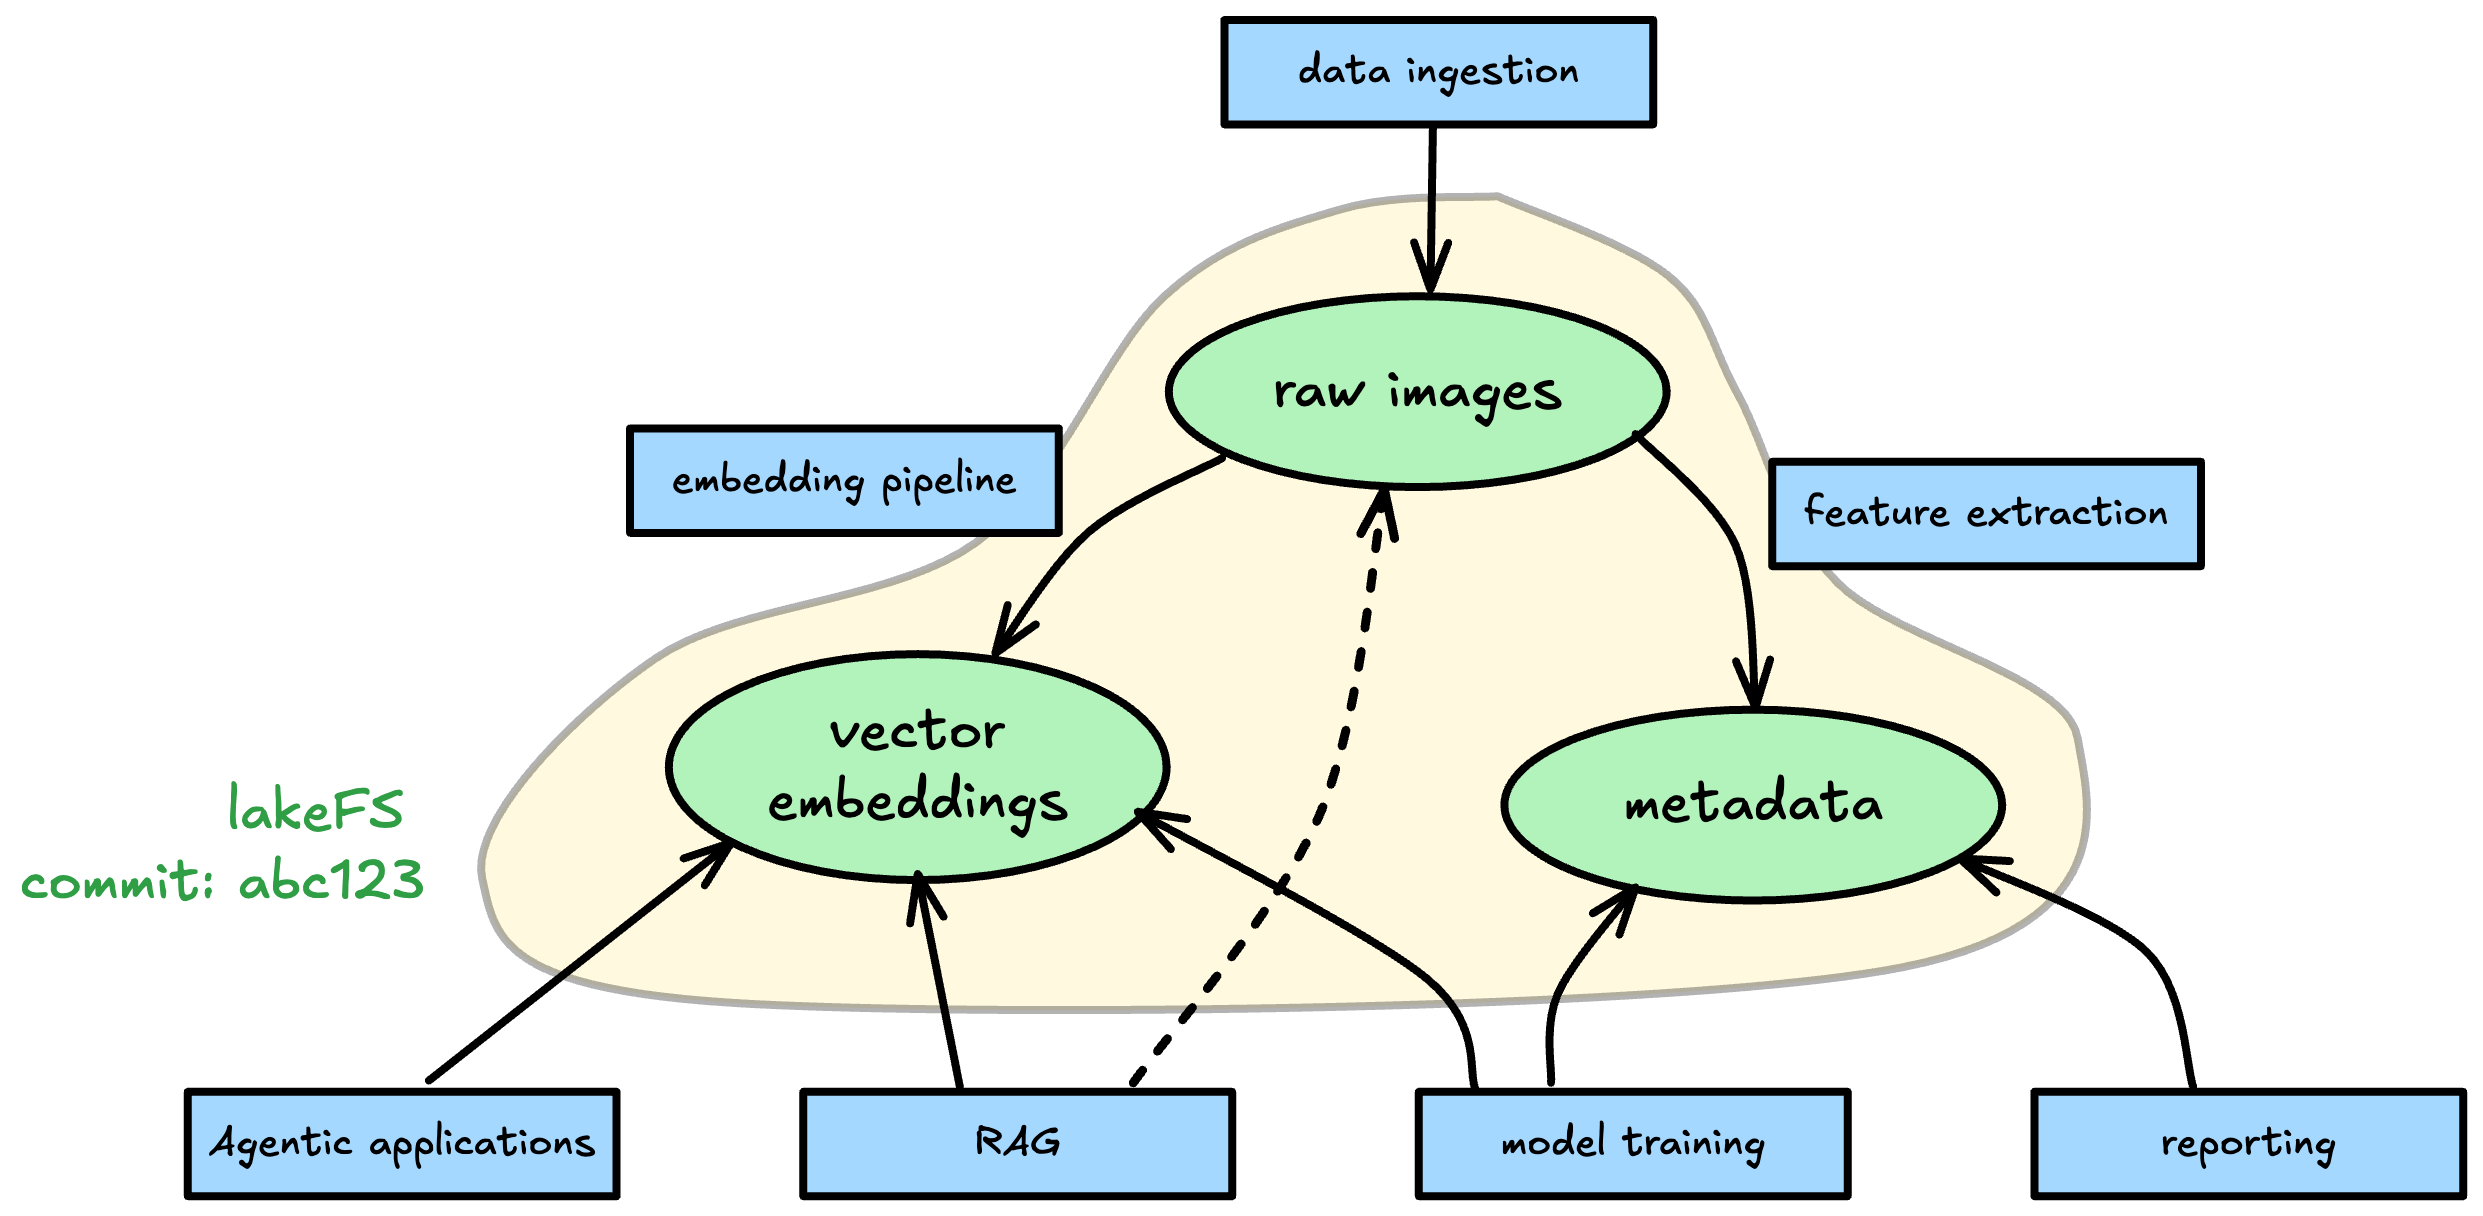 data ingestion
raw images
embedding pipeline
feature extraction
vector
embeddings
metadata
lakeFS
commit: abc123
Agentic applications
RAG
model training
reporting